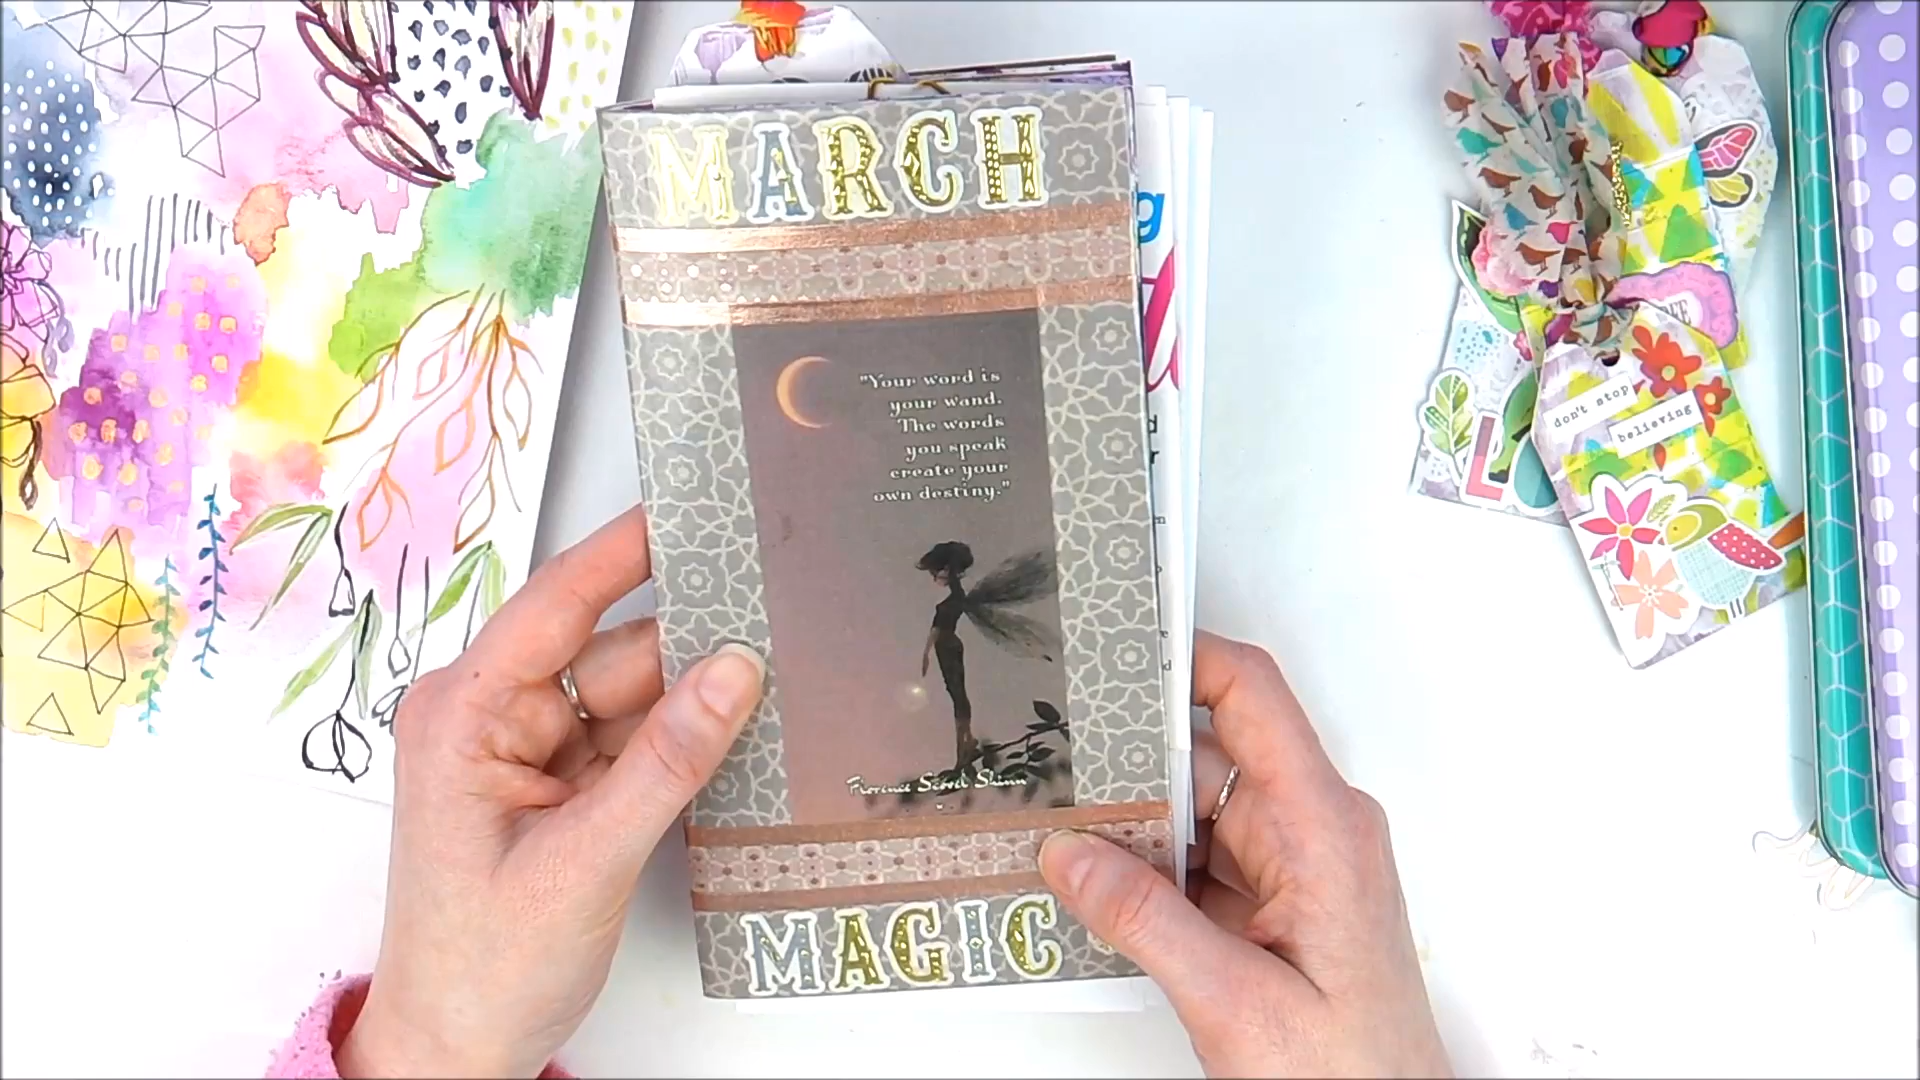 MARCH
"Your word is
your wand.
The words
you speak
create your
own destiny."
Florence Scovel Shinn
MAGIC
g
d
r
en
e
d
don't stop
believing
L